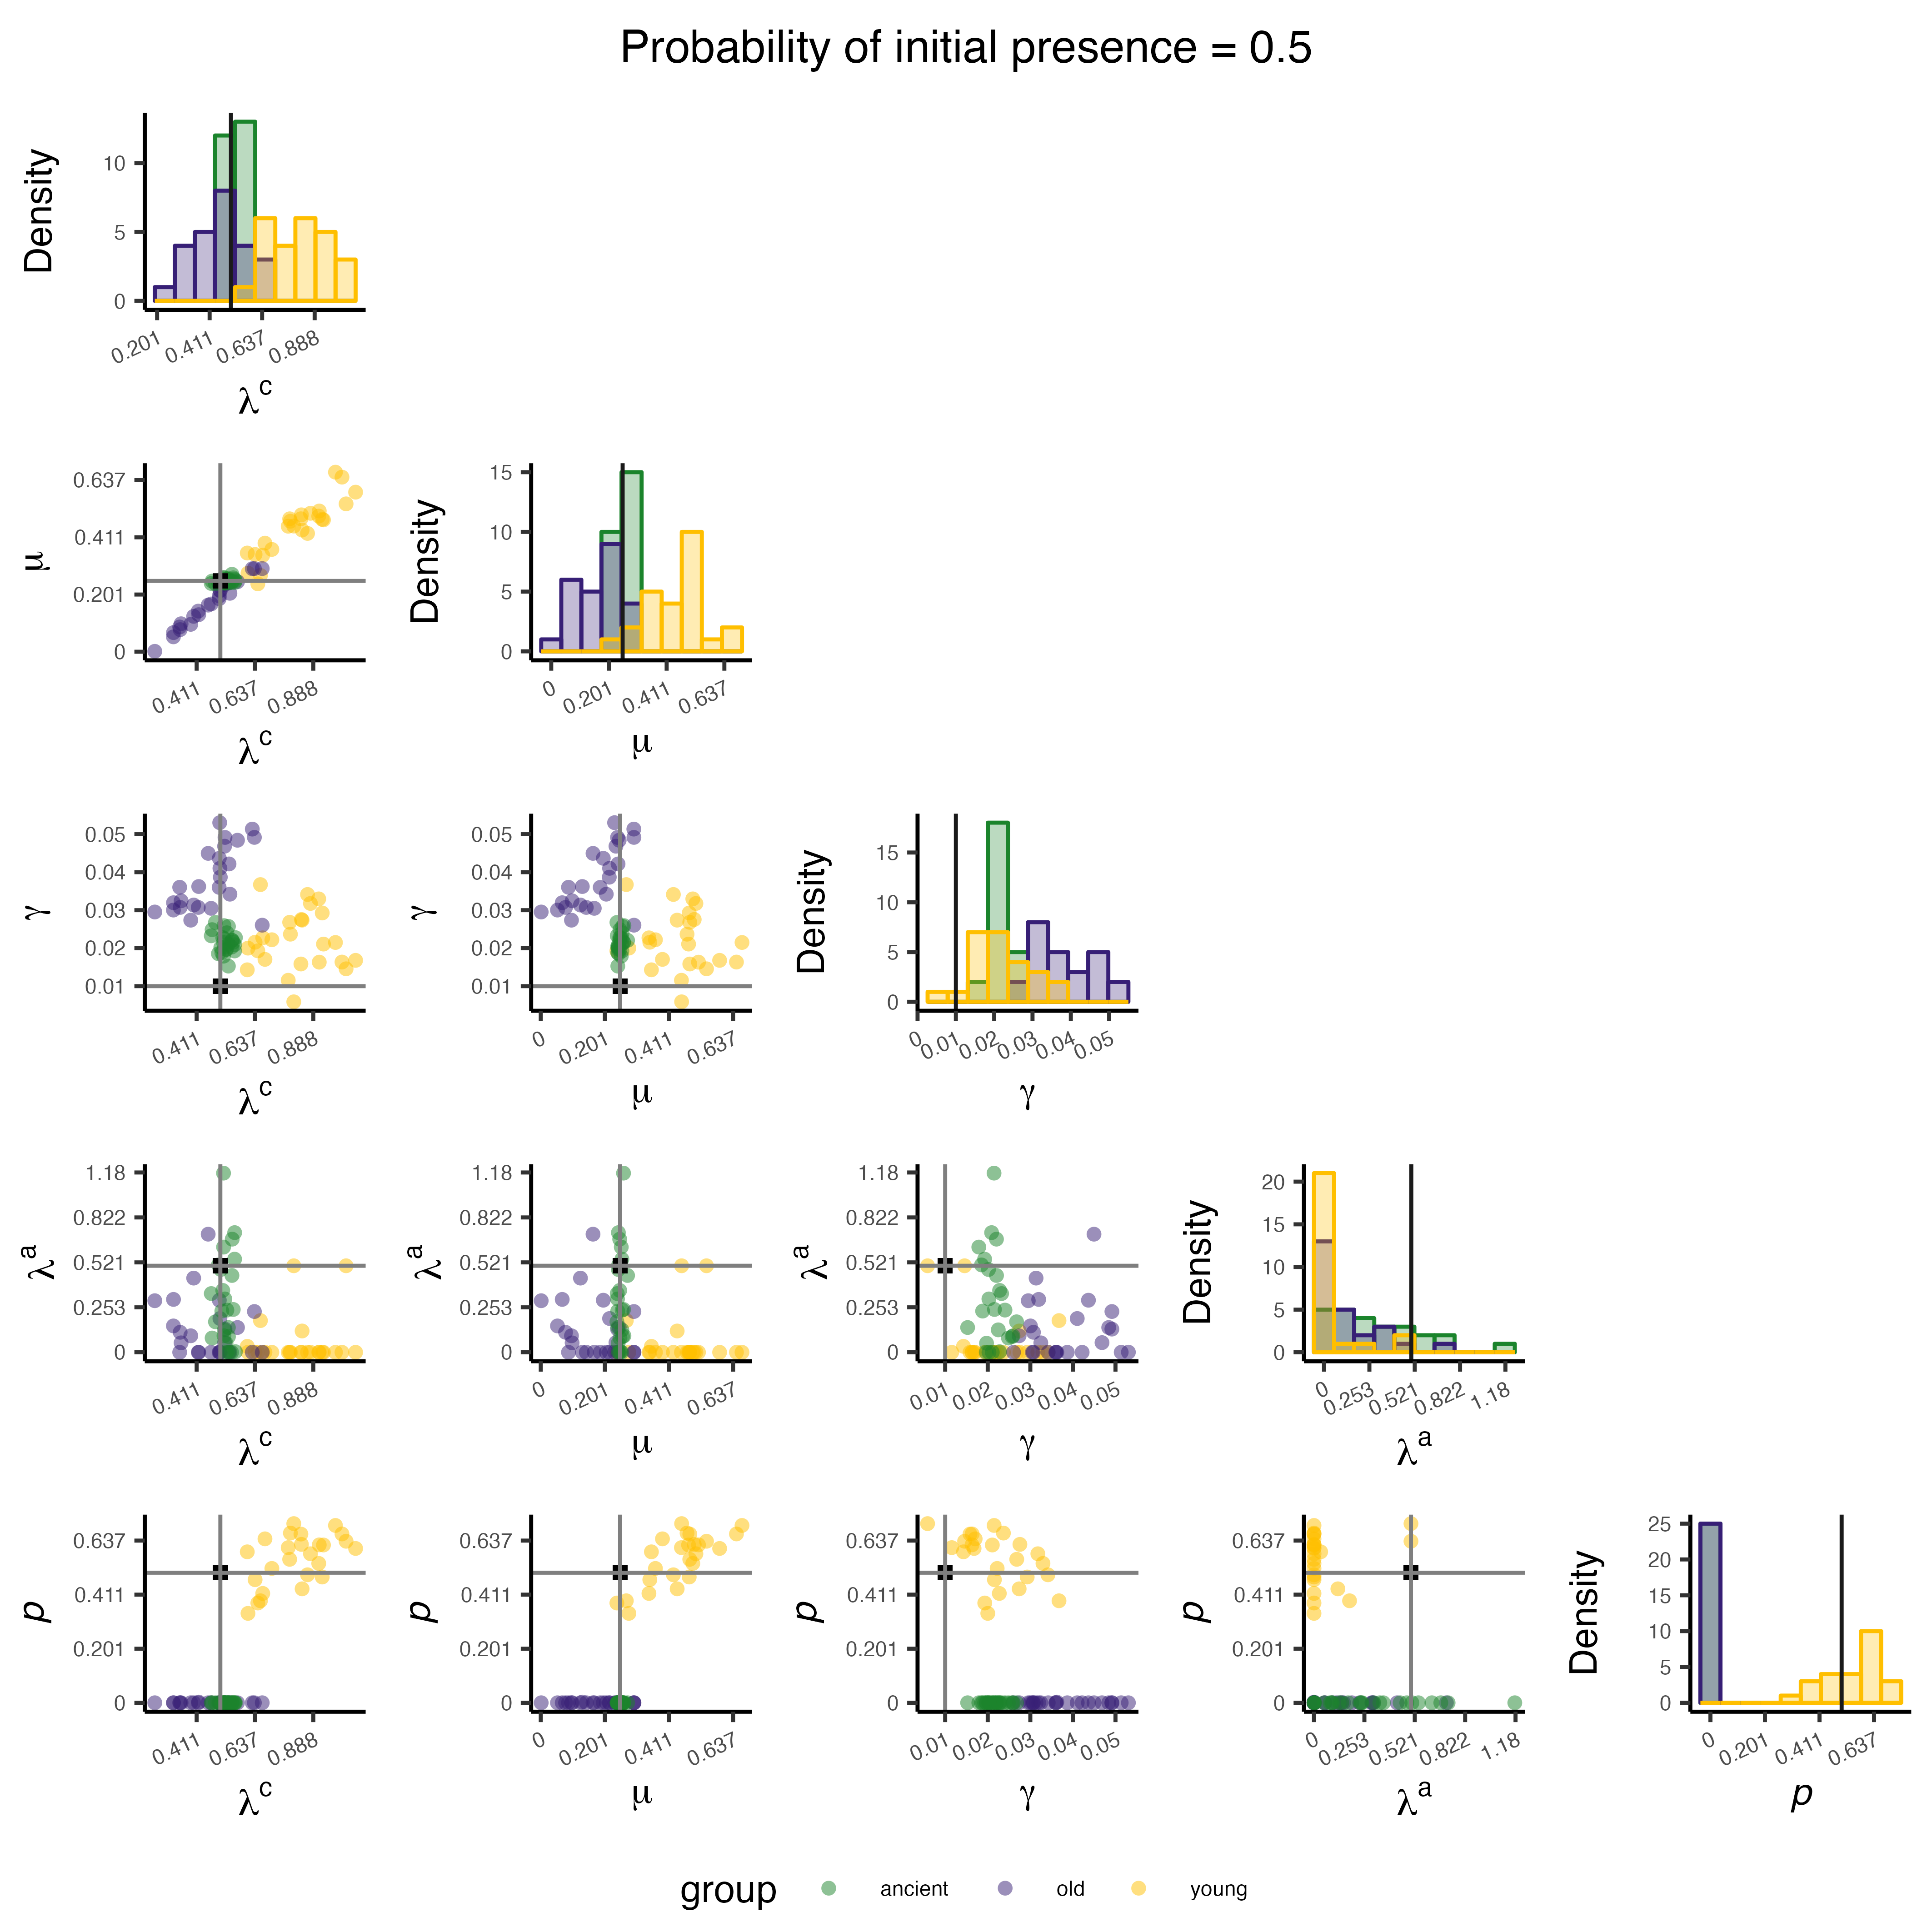 Probability of initial presence = 0.5
Density
10
5
0
0.201 0.411 0.637 0.888
λc
μ
0.637
0.411
0.201
0
0.411 0.637 0.888
λc
Density
15
10
5
0
0 0.201 0.411 0.637
μ
γ
0.05
0.04
0.03
0.02
0.01
0.411 0.637 0.888
λc
γ
0.05
0.04
0.03
0.02
0.01
0 0.201 0.411 0.637
μ
Density
15
10
5
0
0 0.01 0.02 0.03 0.04 0.05
γ
λa
1.18
0.822
0.521
0.253
0
0.411 0.637 0.888
λc
λa
1.18
0.822
0.521
0.253
0
0 0.201 0.411 0.637
μ
λa
1.18
0.822
0.521
0.253
0
0.01 0.02 0.03 0.04 0.05
γ
Density
20
15
10
5
0
0 0.253 0.521 0.822 1.18
λa
p
0.637
0.411
0.201
0
0.411 0.637 0.888
λc
p
0.637
0.411
0.201
0
0 0.201 0.411 0.637
μ
p
0.637
0.411
0.201
0
0.01 0.02 0.03 0.04 0.05
γ
p
0.637
0.411
0.201
0
0 0.253 0.521 0.822 1.18
λa
Density
25
20
15
10
5
0
0 0.201 0.411 0.637
p
group ancient old young